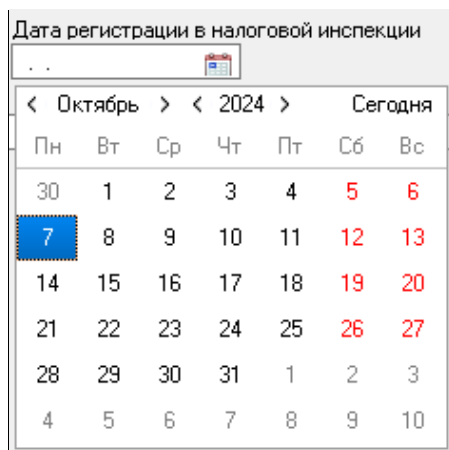 Дата регистрации в налоговой инспекции
. .
< Октябрь > < 2024 > Сегодня
Пн Вт Ср Чт Пт Сб Вс
30 1 2 3 4 5 6
7 8 9 10 11 12 13
14 15 16 17 18 19 20
21 22 23 24 25 26 27
28 29 30 31 1 2 3
4 5 6 7 8 9 10